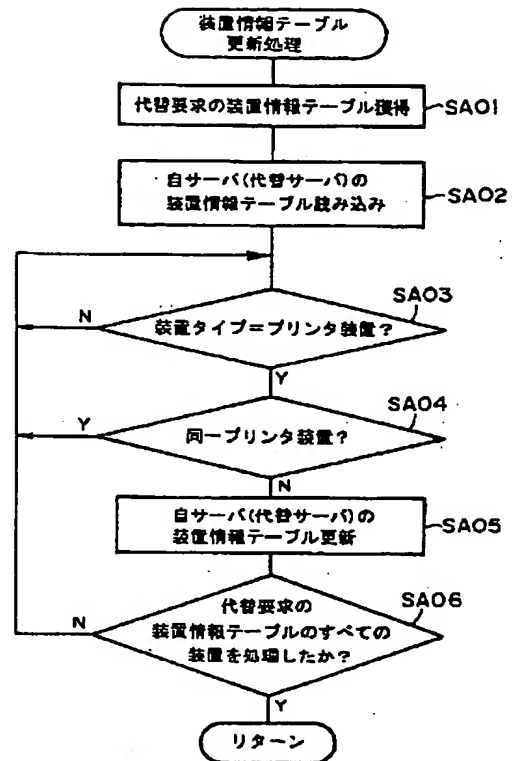 装置情報テーブル
更新処理
代替要求の装置情報テーブル獲得
SA01
自サーバ(代替サーバ)の
装置情報テーブル読み込み
SA02
SA03
N
装置タイプ=プリンタ装置?
Y
SA04
Y
同一プリンタ装置?
N
自サーバ(代替サーバ)の
装置情報テーブル更新
SA05
SA06
代替要求の
N
装置情報テーブルのすべての
装置を処理したか?
Y
リターン